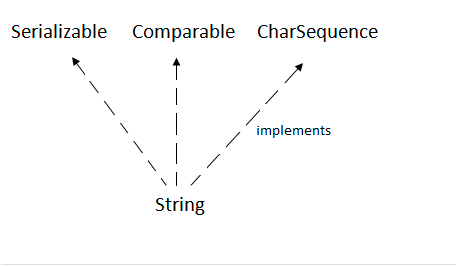 Serializable Comparable CharSequence
implements
String